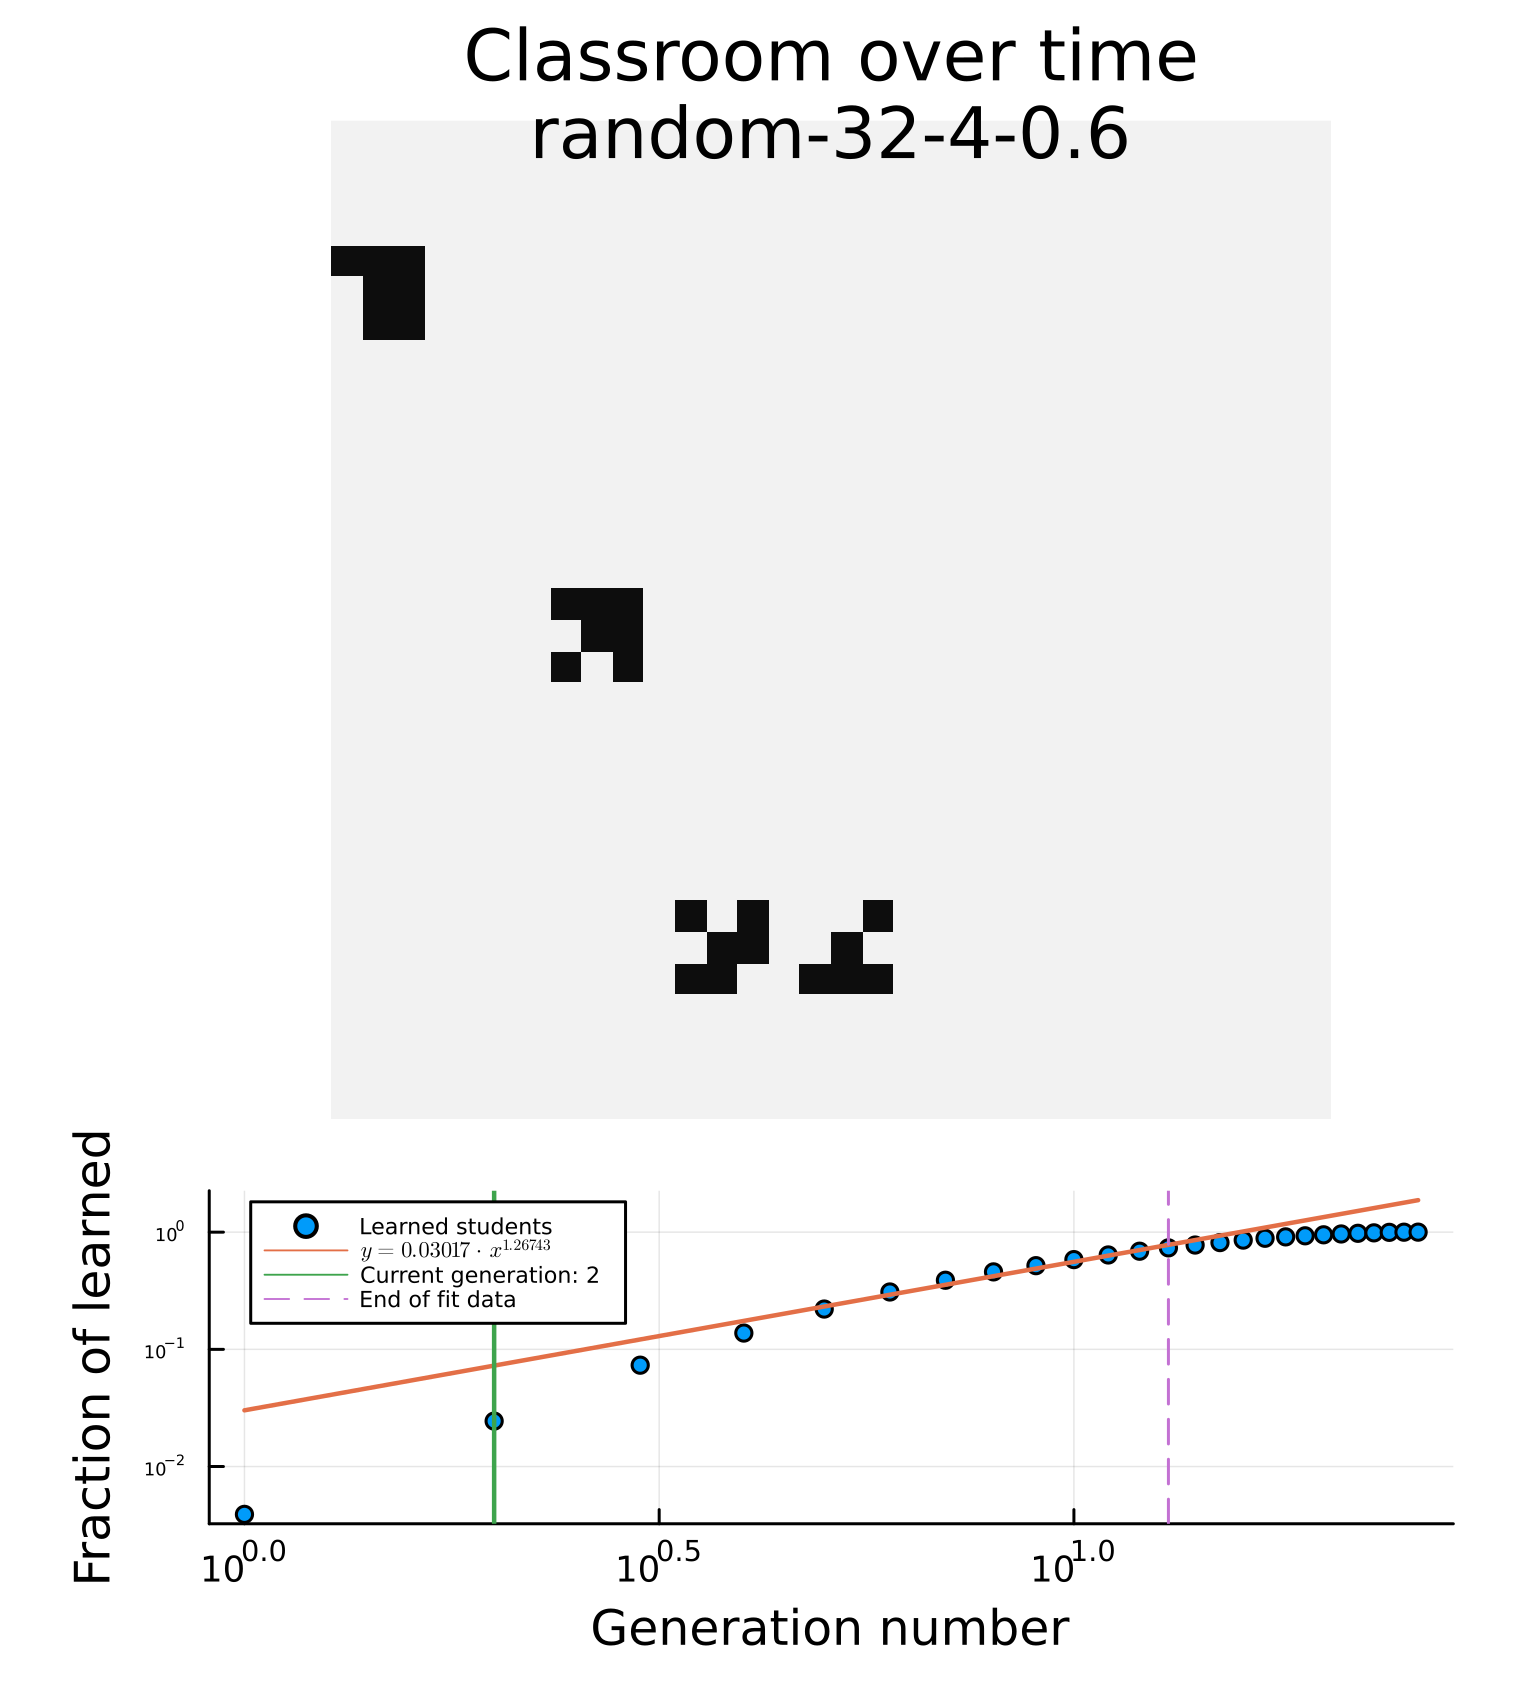 Classroom over time
random-32-4-0.6
Fraction of learned
10⁰
10⁻¹
10⁻²
Learned students
y = 0.03017 · x^1.26743
Current generation: 2
End of fit data
10^0.0
10^0.5
10^1.0
Generation number